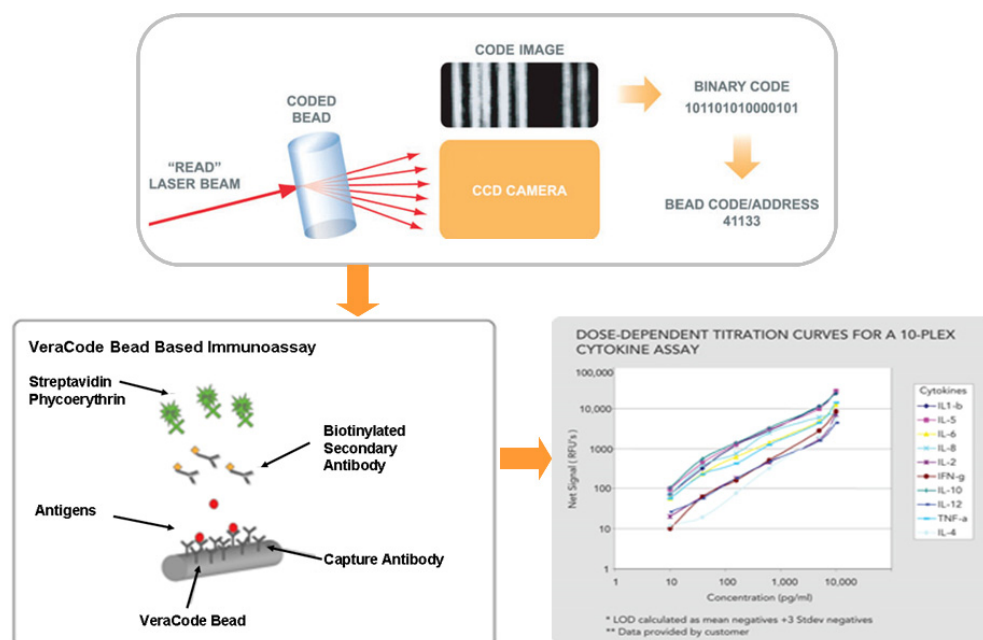 CODE IMAGE
CODED
BEAD
"READ"
LASER BEAM
CCD CAMERA
BINARY CODE
101101010000101
BEAD CODE/ADDRESS
41133
VeraCode Bead Based Immunoassay
Streptavidin
Phycoerythrin
Biotinylated
Secondary
Antibody
Antigens
Capture Antibody
VeraCode Bead
DOSE-DEPENDENT TITRATION CURVES FOR A 10-PLEX
CYTOKINE ASSAY
Net Signal ( RFU's )
100,000
10,000
1000
100
10
1
1
10
100
1,000
10,000
Concentration (pg/ml)
Cytokines
IL1-b
IL-5
IL-6
IL-8
IL-2
IFN-g
IL-10
IL-12
TNF-a
IL-4
* LOD calculated as mean negatives +3 Stdev negatives
** Data provided by customer